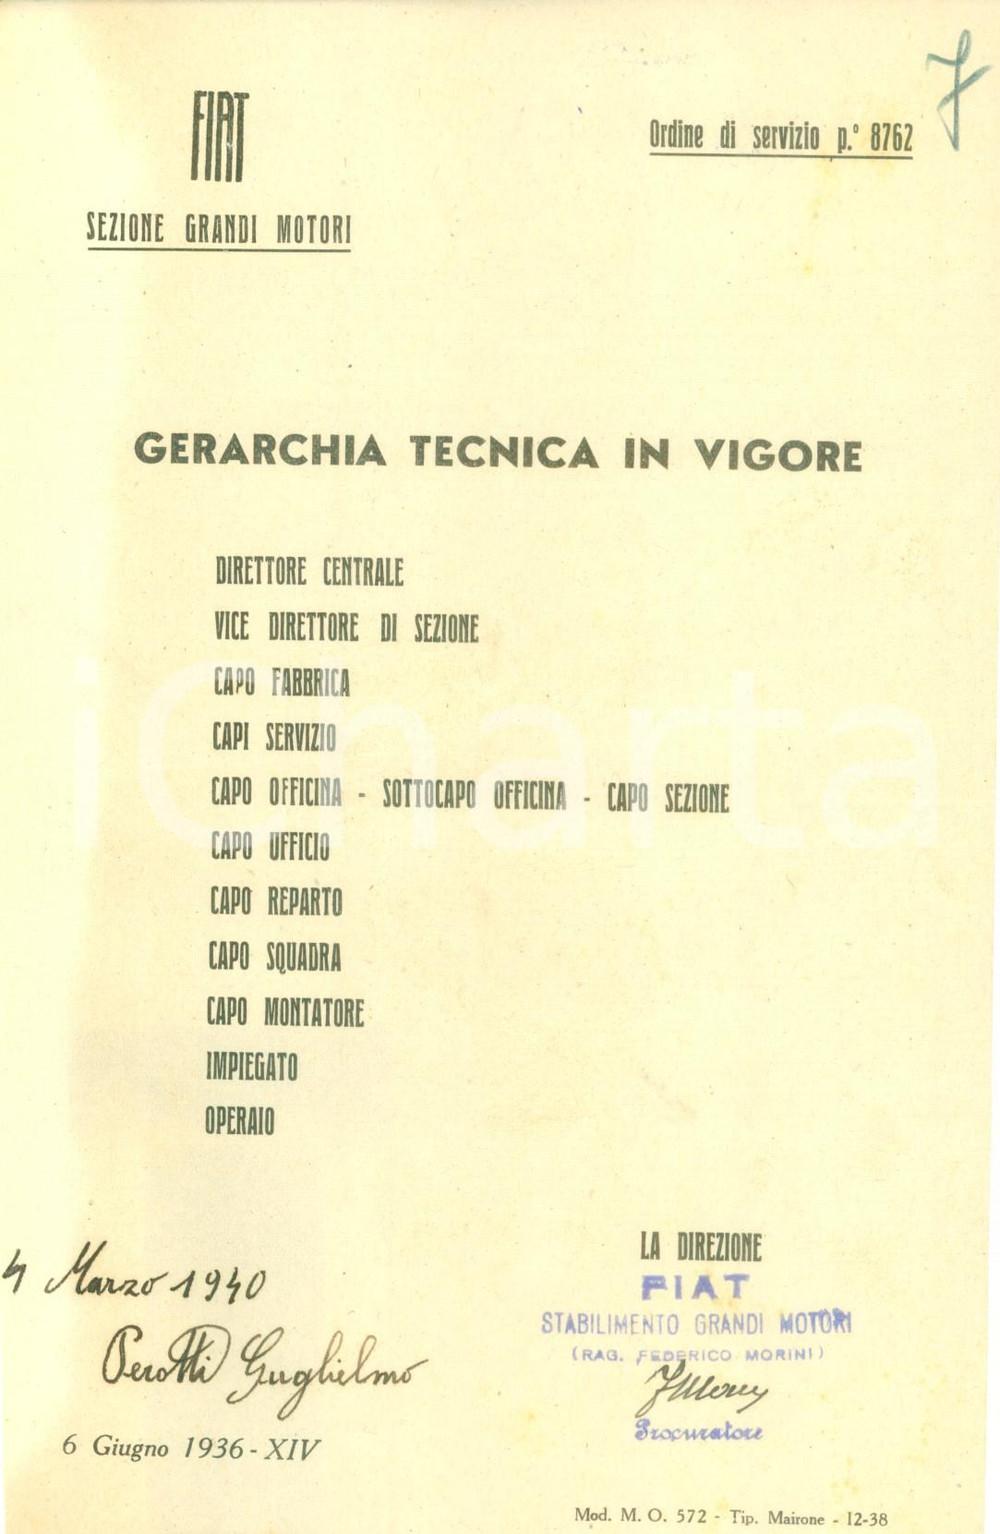 FIAT
SEZIONE GRANDI MOTORI
Ordine di servizio p.° 8762
7
GERARCHIA TECNICA IN VIGORE
DIRETTORE CENTRALE
VICE DIRETTORE DI SEZIONE
CAPO FABBRICA
CAPI SERVIZIO
CAPO OFFICINA - SOTTOCAPO OFFICINA - CAPO SEZIONE
CAPO UFFICIO
CAPO REPARTO
CAPO SQUADRA
CAPO MONTATORE
IMPIEGATO
OPERAIO
iCharta
4 Marzo 1940
Perotti Guglielmo
6 Giugno 1936 - XIV
LA DIREZIONE
FIAT
STABILIMENTO GRANDI MOTORI
(RAG. FEDERICO MORINI)
Procuratore
Mod. M. O. 572 - Tip. Mairone - 12-38